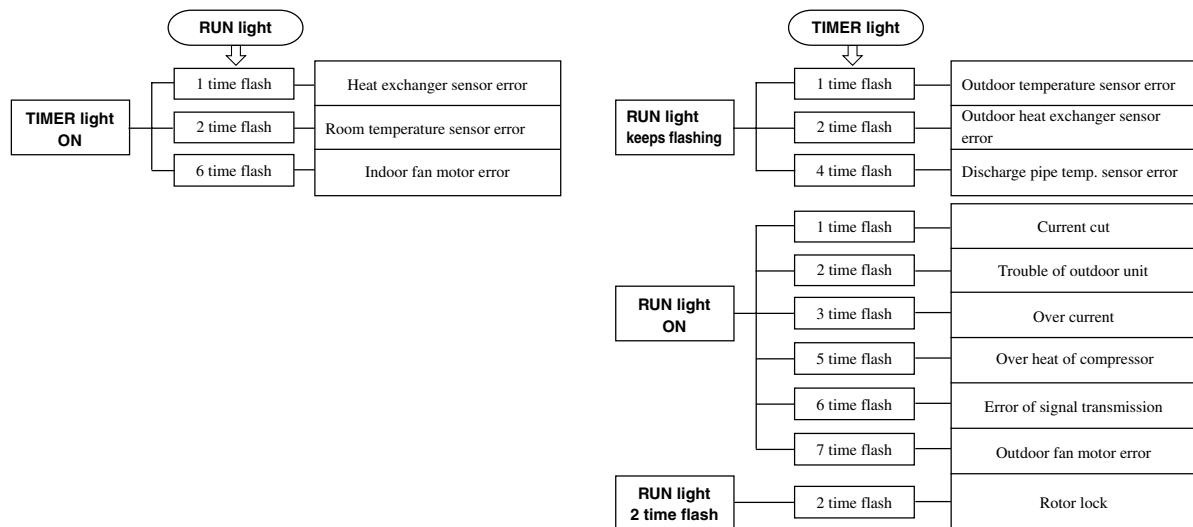 RUN light
1 time flash
Heat exchanger sensor error
TIMER light
ON
2 time flash
Room temperature sensor error
6 time flash
Indoor fan motor error
TIMER light
1 time flash
Outdoor temperature sensor error
RUN light
keeps flashing
2 time flash
Outdoor heat exchanger sensor
error
4 time flash
Discharge pipe temp. sensor error
1 time flash
Current cut
2 time flash
Trouble of outdoor unit
RUN light
ON
3 time flash
Over current
5 time flash
Over heat of compressor
6 time flash
Error of signal transmission
7 time flash
Outdoor fan motor error
RUN light
2 time flash
2 time flash
Rotor lock